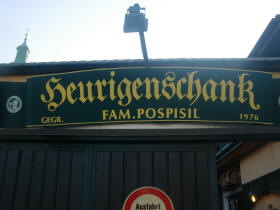 Heurigenschank
GEGR. FAM. POSPISIL 1976
Ausfahrt